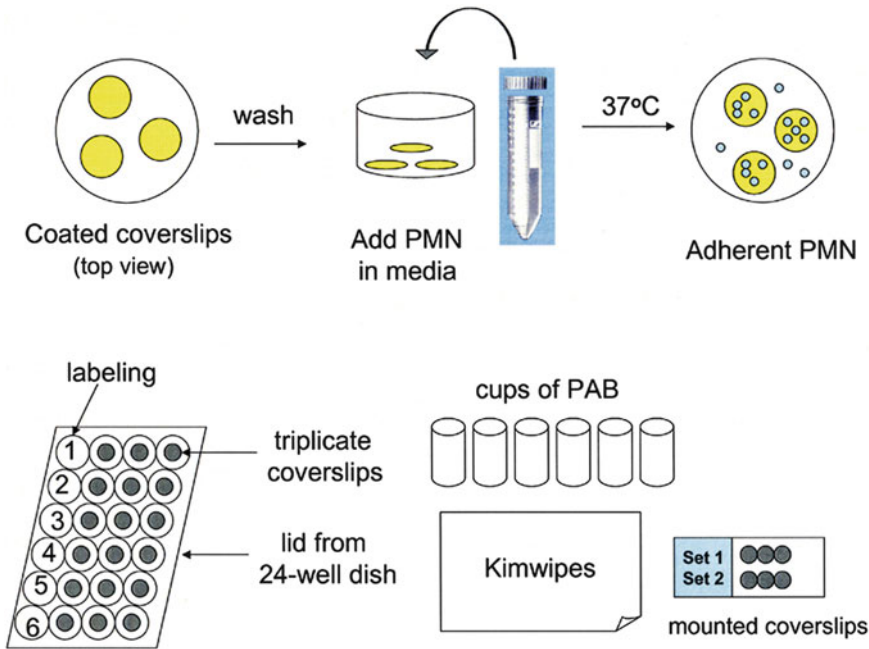 wash
37ºC
Coated coverslips
(top view)
Add PMN
in media
Adherent PMN
labeling
cups of PAB
1
2
3
4
5
6
triplicate
coverslips
lid from
24-well dish
Kimwipes
Set 1
Set 2
mounted coverslips